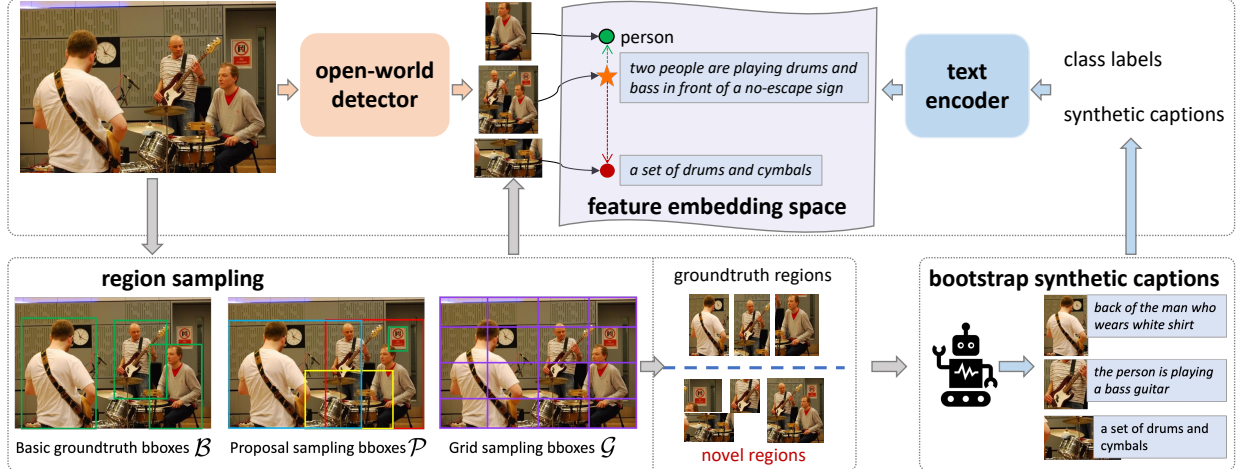 open-world
detector
person
two people are playing drums and
bass in front of a no-escape sign
a set of drums and cymbals
feature embedding space
text
encoder
class labels
synthetic captions
region sampling
Basic groundtruth bboxes ℬ
Proposal sampling bboxes 𝒫
Grid sampling bboxes 𝒢
groundtruth regions
novel regions
bootstrap synthetic captions
back of the man who
wears white shirt
the person is playing
a bass guitar
a set of drums and
cymbals